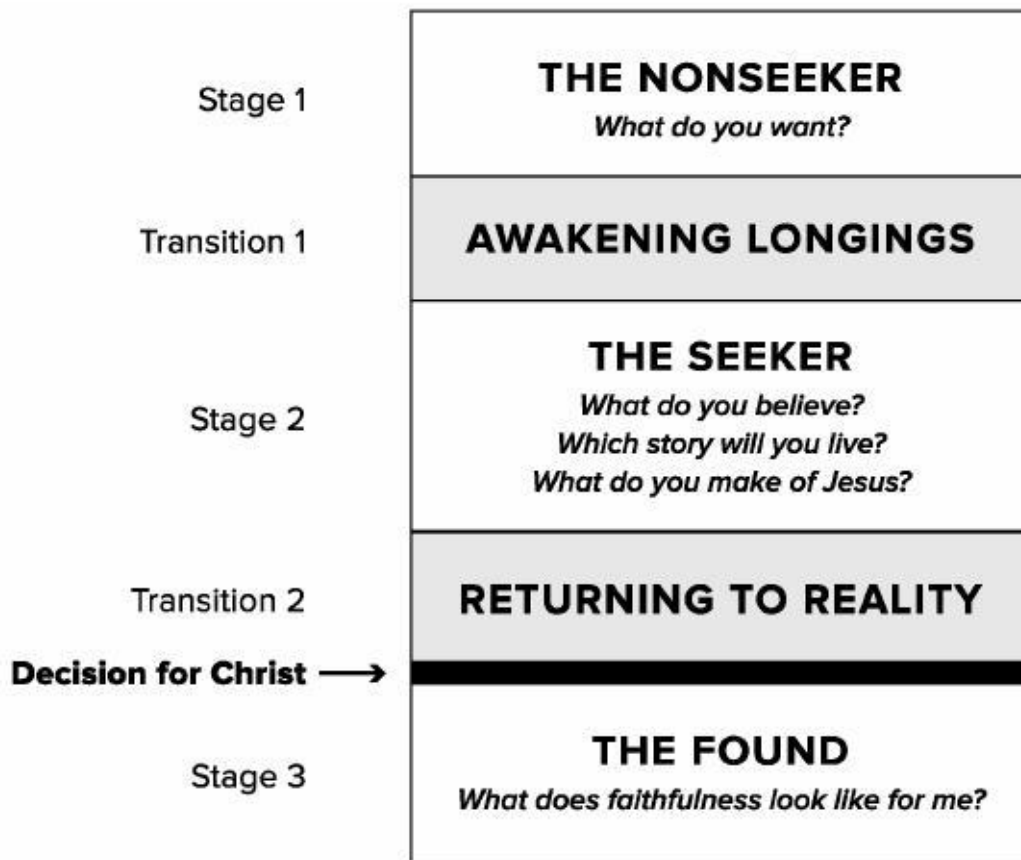 Stage 1
THE NONSEEKER
What do you want?
Transition 1
AWAKENING LONGINGS
Stage 2
THE SEEKER
What do you believe?
Which story will you live?
What do you make of Jesus?
Transition 2
RETURNING TO REALITY
Decision for Christ →
Stage 3
THE FOUND
What does faithfulness look like for me?